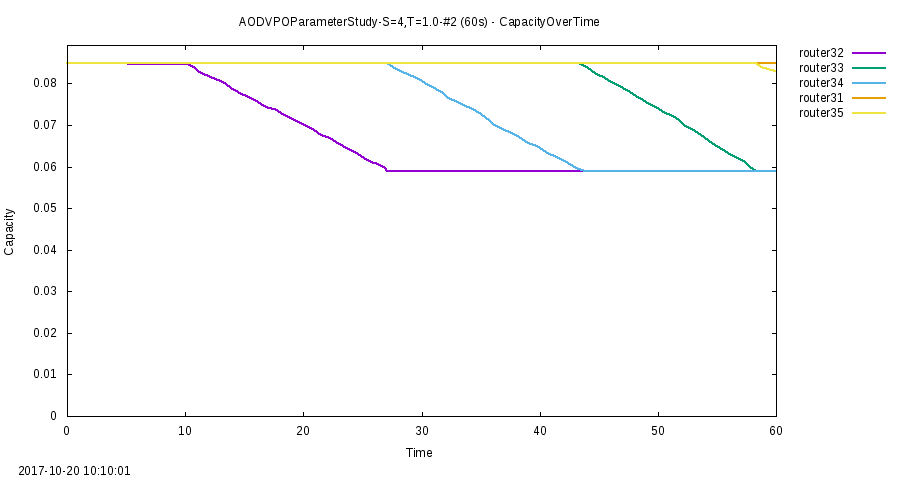 AODVPOParameterStudy-S=4,T=1.0-#2 (60s) - CapacityOverTime
router32
router33
router34
router31
router35
0.08
0.07
0.06
0.05
0.04
0.03
0.02
0.01
0
Capacity
0 10 20 30 40 50 60
Time
2017-10-20 10:10:01